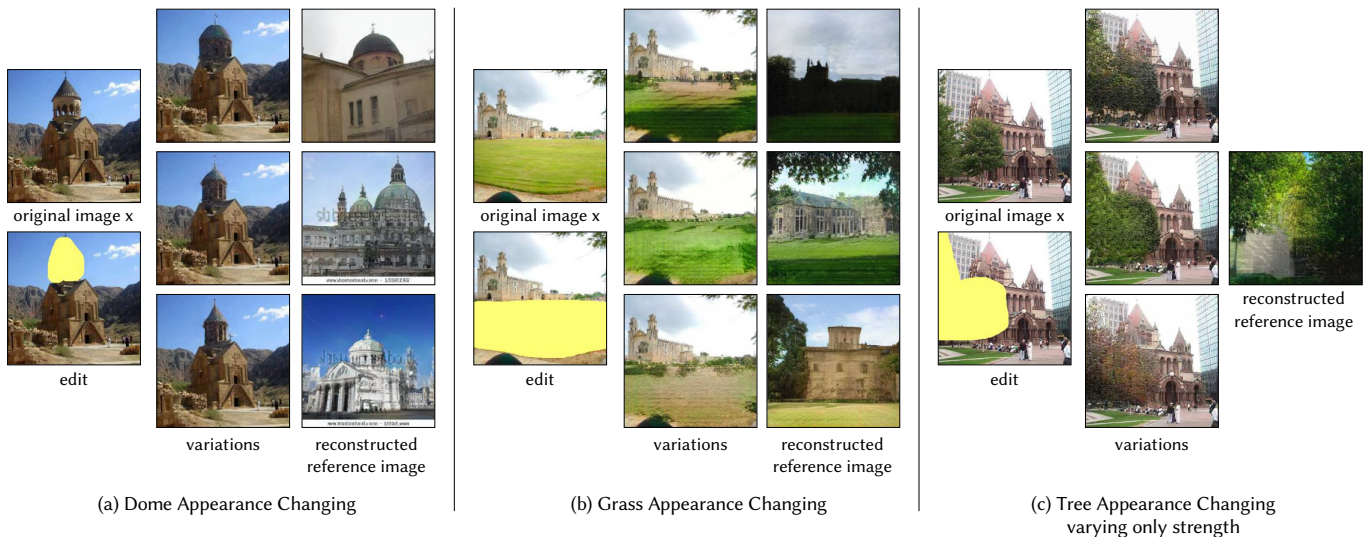 original image x
edit
variations
reconstructed
reference image
(a) Dome Appearance Changing
original image x
edit
variations
reconstructed
reference image
(b) Grass Appearance Changing
original image x
edit
variations
reconstructed
reference image
(c) Tree Appearance Changing
varying only strength